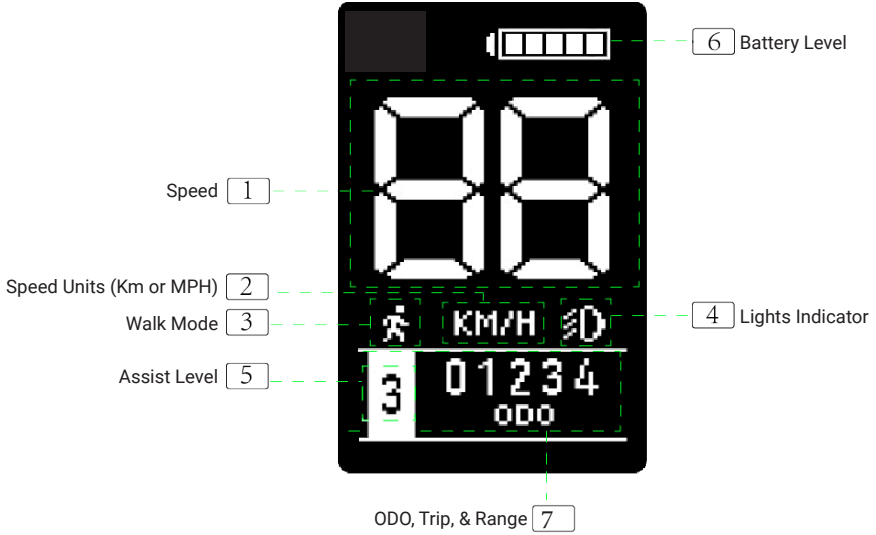 6 Battery Level
88
Speed 1
Speed Units (Km or MPH) 2
Walk Mode 3
KM/H
4 Lights Indicator
Assist Level 5
3
01234
ODO
ODO, Trip, & Range 7